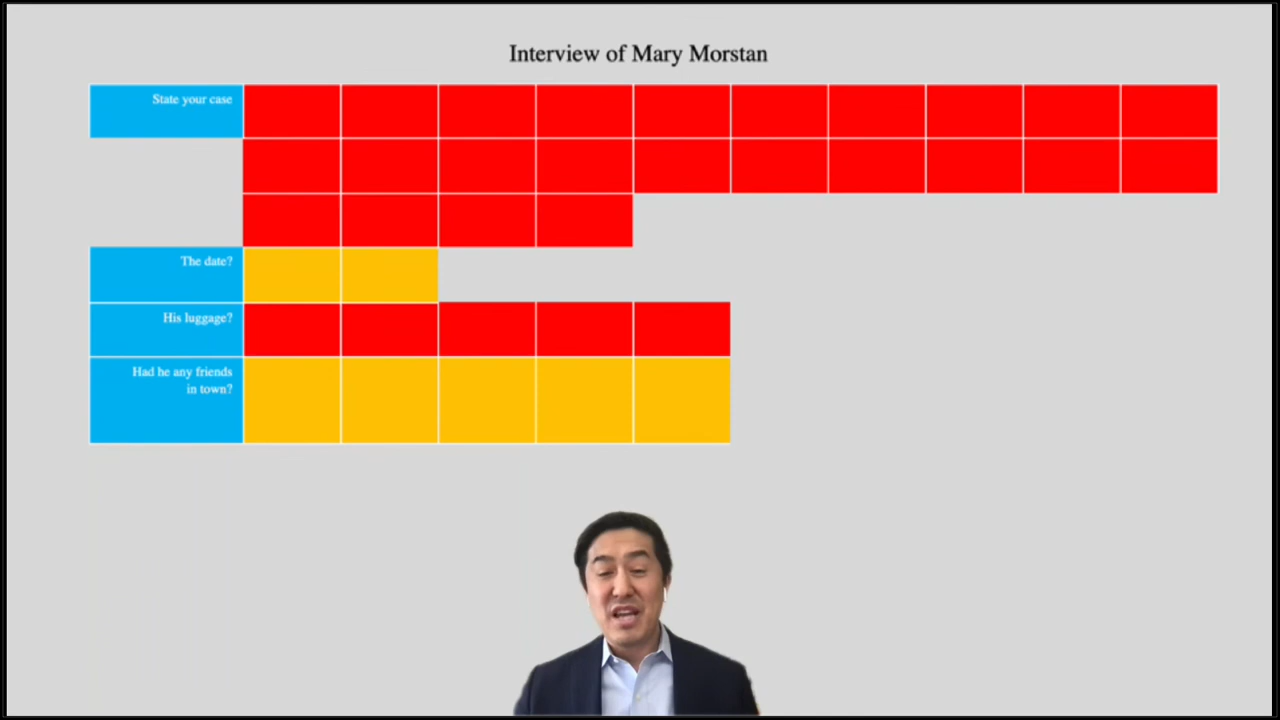 Interview of Mary Morstan
State your case
The date?
His luggage?
Had he any friends
in town?